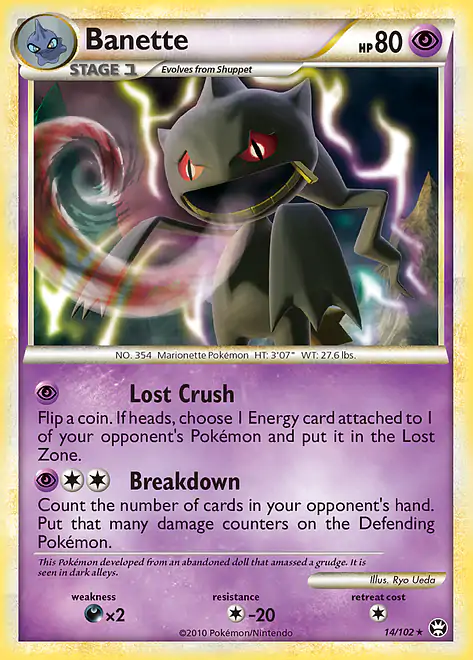 Banette HP 80
STAGE 1 Evolves from Shuppet
NO. 354 Marionette Pokémon HT: 3'07" WT: 27.6 lbs.
Lost Crush
Flip a coin. If heads, choose 1 Energy card attached to 1
of your opponent's Pokémon and put it in the Lost
Zone.
Breakdown
Count the number of cards in your opponent's hand.
Put that many damage counters on the Defending
Pokémon.
This Pokémon developed from an abandoned doll that amassed a grudge. It is
seen in dark alleys.
Illus. Ryo Ueda
weakness resistance retreat cost
×2 -20
©2010 Pokémon/Nintendo 14/102 ★